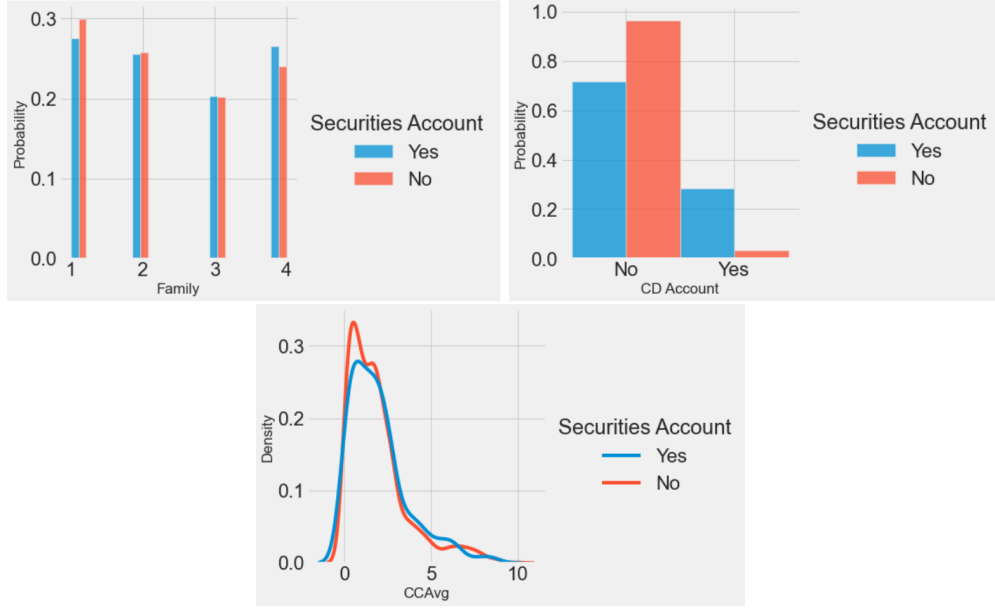 0.3
0.2
0.1
0.0
Probability
1 2 3 4
Family
Securities Account
Yes
No
1.0
0.8
0.6
0.4
0.2
0.0
Probability
No Yes
CD Account
Securities Account
Yes
No
0.3
0.2
0.1
0.0
Density
0 5 10
CCAvg
Securities Account
Yes
No